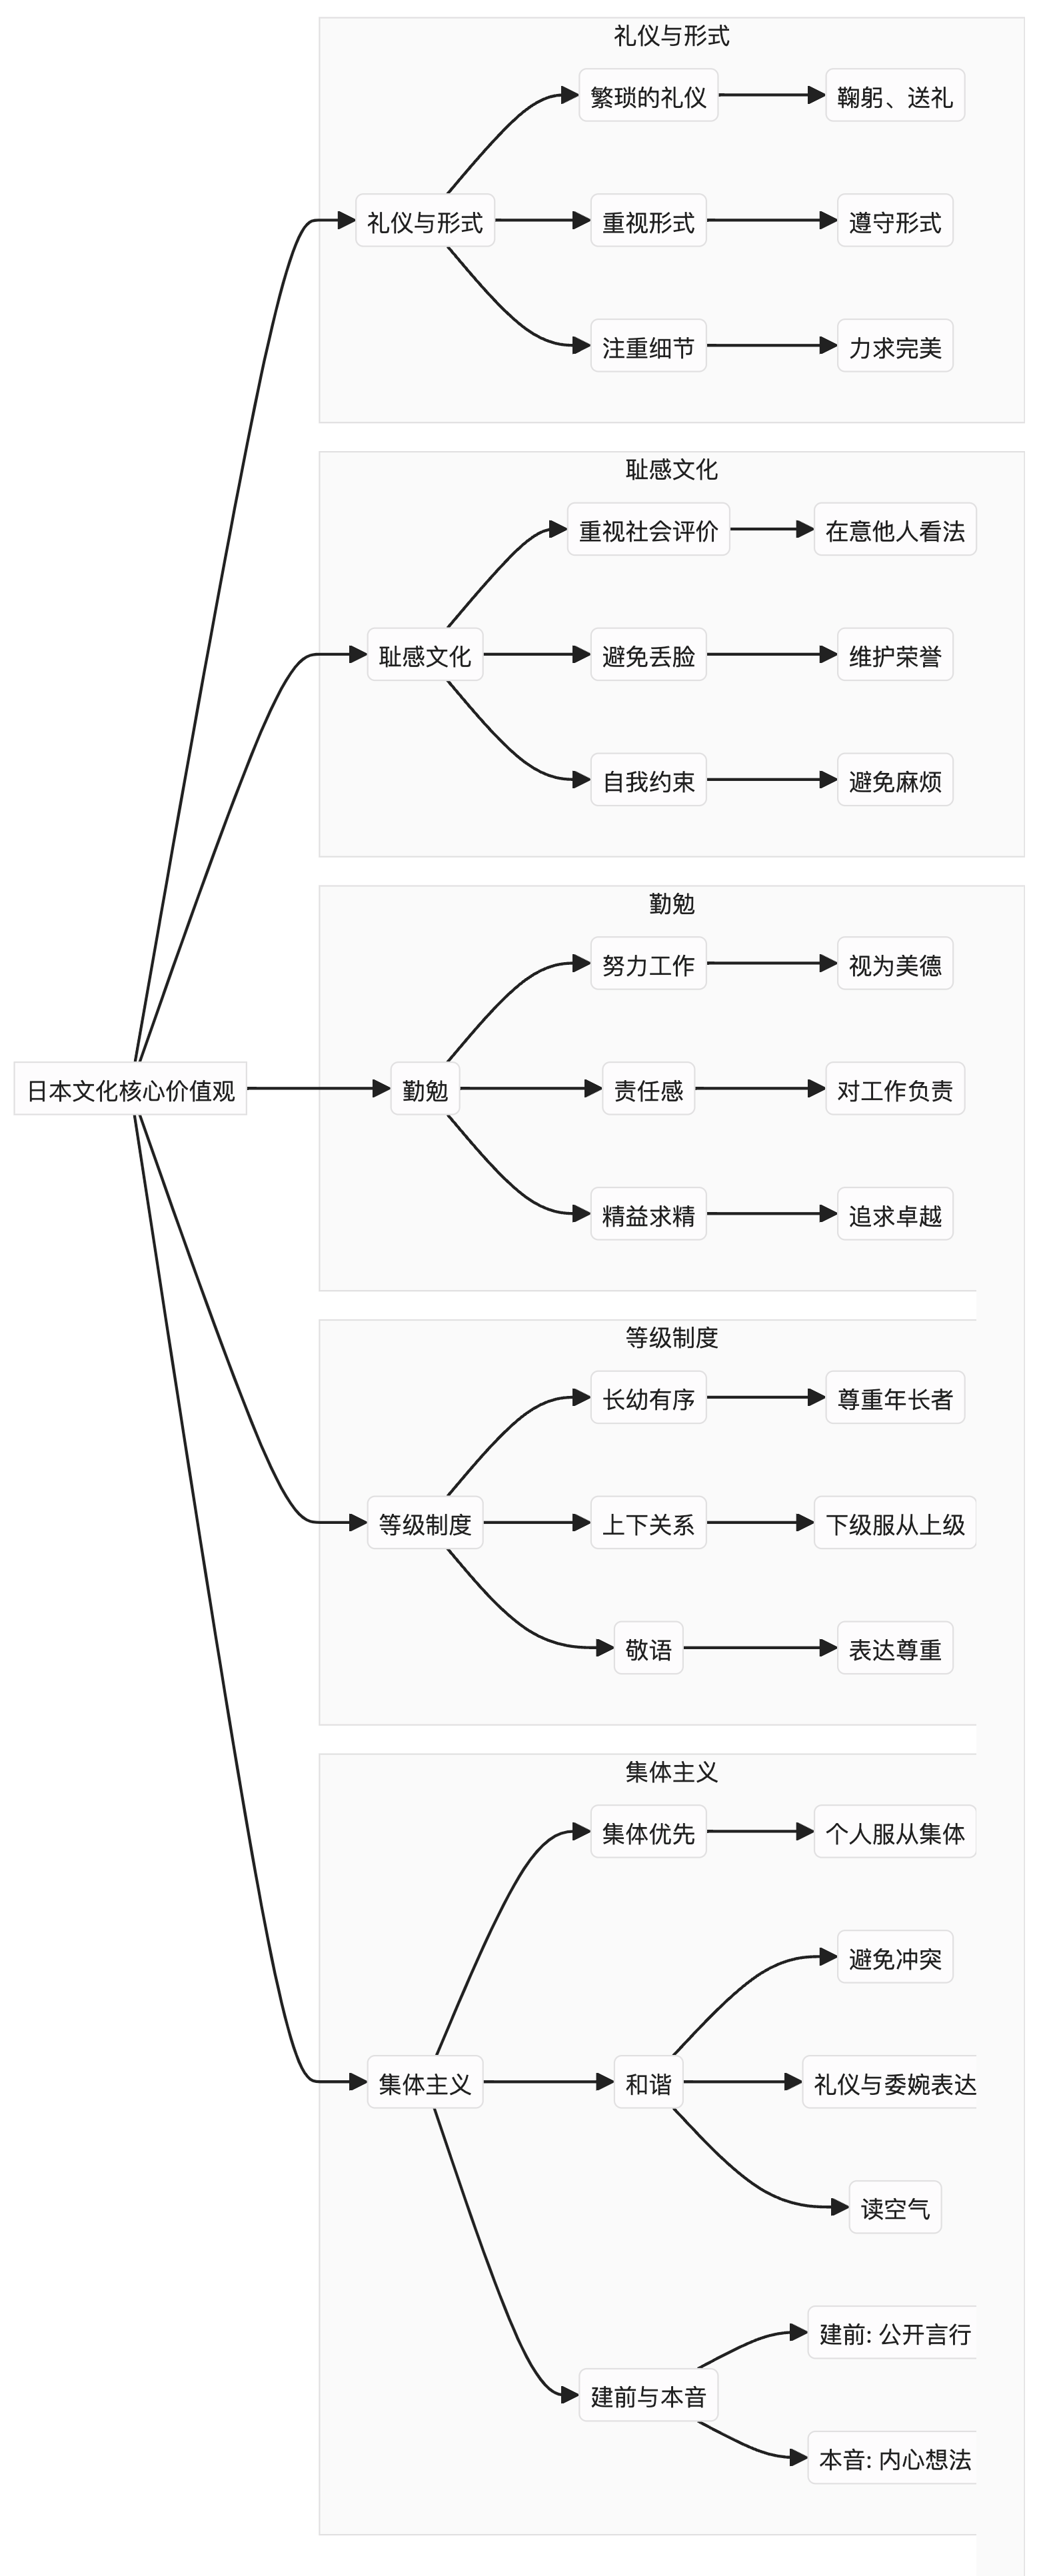 礼仪与形式
繁琐的礼仪
鞠躬、送礼
礼仪与形式
重视形式
遵守形式
注重细节
力求完美
耻感文化
重视社会评价
在意他人看法
耻感文化
避免丢脸
维护荣誉
自我约束
避免麻烦
勤勉
努力工作
视为美德
日本文化核心价值观
勤勉
责任感
对工作负责
精益求精
追求卓越
等级制度
长幼有序
尊重年长者
等级制度
上下关系
下级服从上级
敬语
表达尊重
集体主义
集体优先
个人服从集体
避免冲突
集体主义
和谐
礼仪与委婉表达
读空气
建前: 公开言行
建前与本音
本音: 内心想法